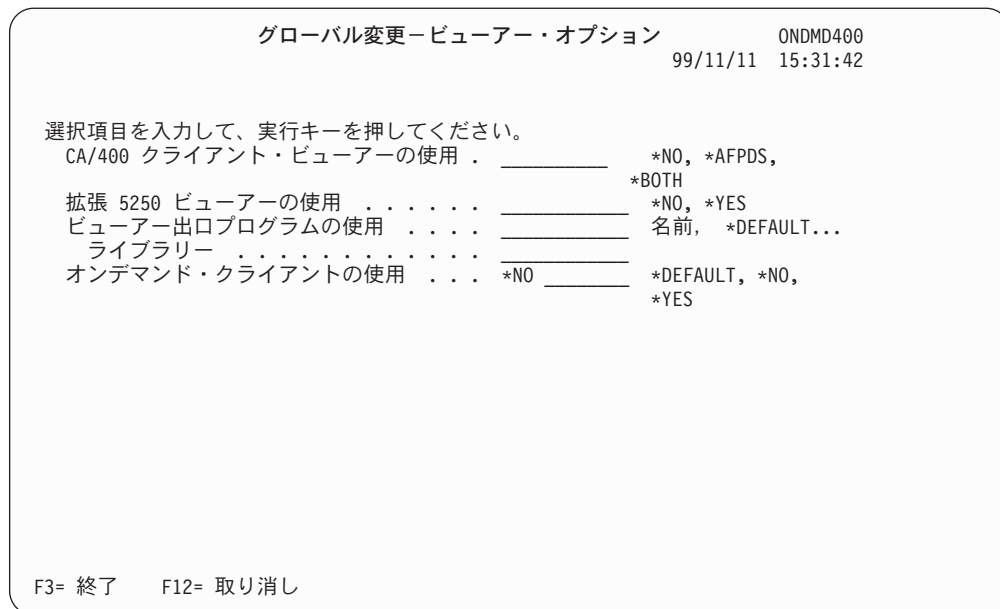 グローバル変更－ビューアー・オプション ONDMD400
99/11/11 15:31:42
選択項目を入力して、実行キーを押してください。
CA/400 クライアント・ビューアーの使用 . __________ *NO, *AFPDS,
*BOTH
拡張 5250 ビューアーの使用 . . . . . . ____________ *NO, *YES
ビューアー出口プログラムの使用 . . . . ____________ 名前, *DEFAULT...
ライブラリー . . . . . . . . . . . . ____________
オンデマンド・クライアントの使用 . . . *NO ________ *DEFAULT, *NO,
*YES
F3= 終了 F12= 取り消し